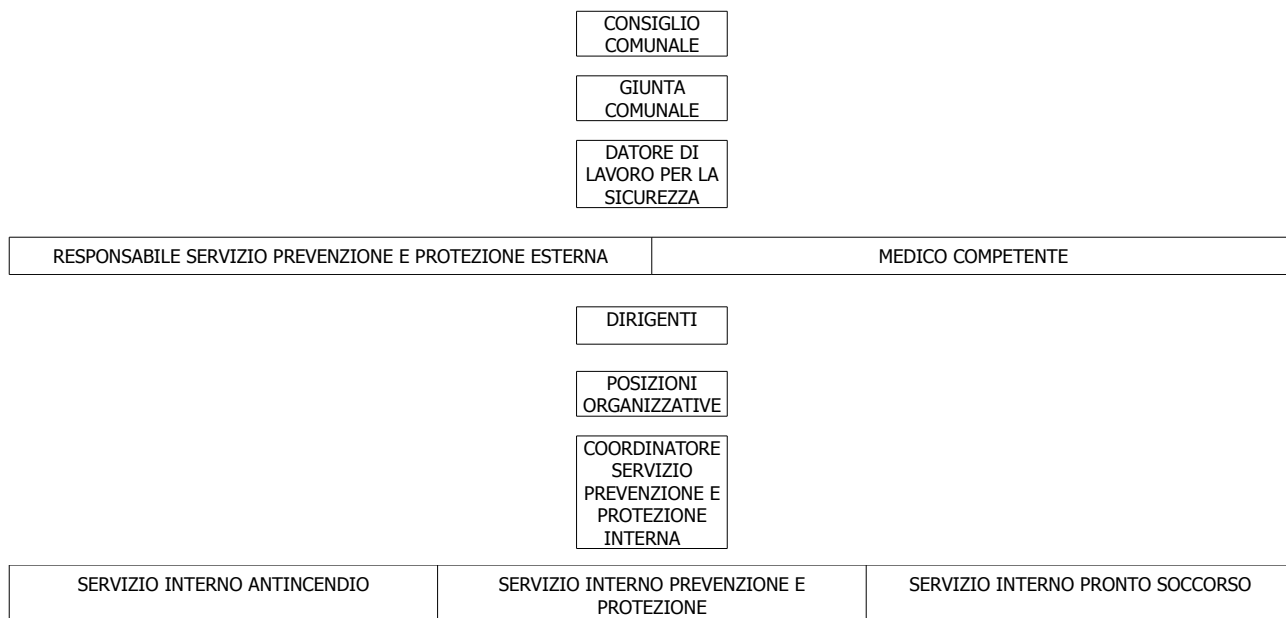 CONSIGLIO
COMUNALE
GIUNTA
COMUNALE
DATORE DI
LAVORO PER LA
SICUREZZA
RESPONSABILE SERVIZIO PREVENZIONE E PROTEZIONE ESTERNA
MEDICO COMPETENTE
DIRIGENTI
POSIZIONI
ORGANIZZATIVE
COORDINATORE
SERVIZIO
PREVENZIONE E
PROTEZIONE
INTERNA
SERVIZIO INTERNO ANTINCENDIO
SERVIZIO INTERNO PREVENZIONE E
PROTEZIONE
SERVIZIO INTERNO PRONTO SOCCORSO